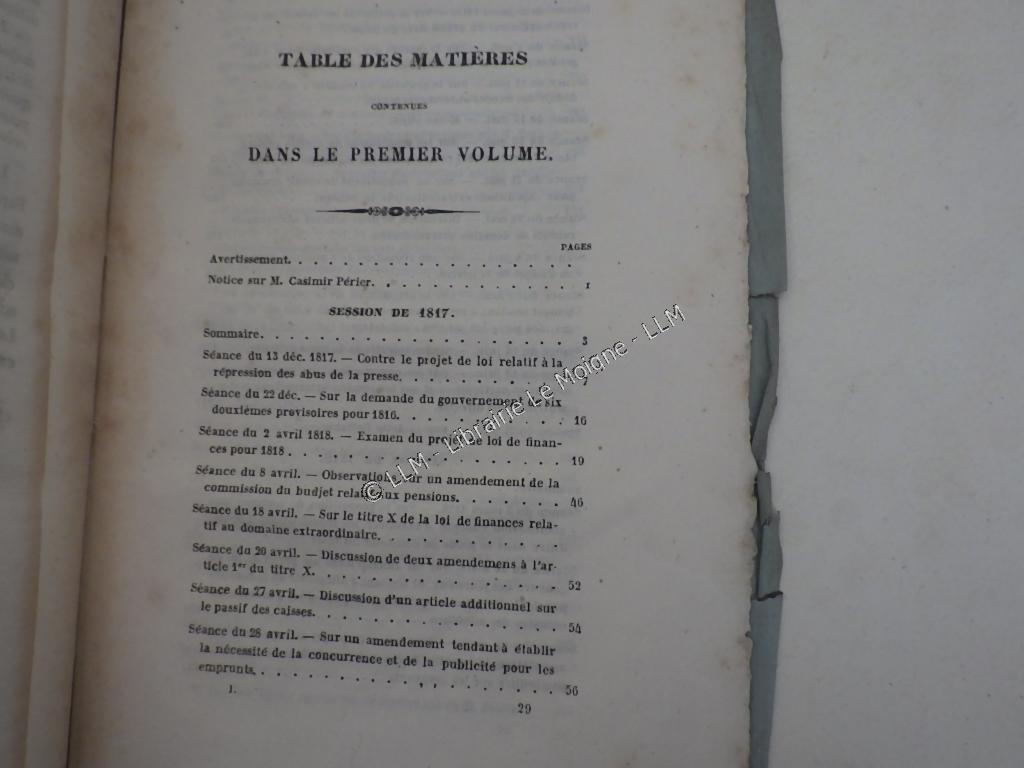 TABLE DES MATIÈRES
CONTENUES
DANS LE PREMIER VOLUME.
PAGES
Avertissement. . . . . . . . . . . . . . . . . .
Notice sur M. Casimir Périer. . . . . . . . . . . . . 1
SESSION DE 1817.
Sommaire. . . . . . . . . . . . . . . . . . . 3
Séance du 13 déc. 1817. — Contre le projet de loi relatif à la
répression des abus de la presse. . . . . . . . . .
Séance du 22 déc. — Sur la demande du gouvernement de six
douxièmes provisoires pour 1816. . . . . . . . . . 16
Séance du 2 avril 1818. — Examen du projet de loi de finan-
ces pour 1818 . . . . . . . . . . . . . . . . 19
Séance du 8 avril. — Observations sur un amendement de la
commission du budjet relatif aux pensions. . . . . . . 46
Séance du 18 avril. — Sur le titre X de la loi de finances rela-
tif au domaine extraordinaire. . . . . . . . . . .
Séance du 20 avril. — Discussion de deux amendemens à l'ar-
ticle 1er du titre X. . . . . . . . . . . . . . . 52
Séance du 27 avril. — Discussion d'un article additionnel sur
le passif des caisses. . . . . . . . . . . . . . . 54
Séance du 28 avril. — Sur un amendement tendant à établir
la nécessité de la concurrence et de la publicité pour les
emprunts. . . . . . . . . . . . . . . . . . . 56
1. 29
© LLM - Librairie Le Moigne - LLM